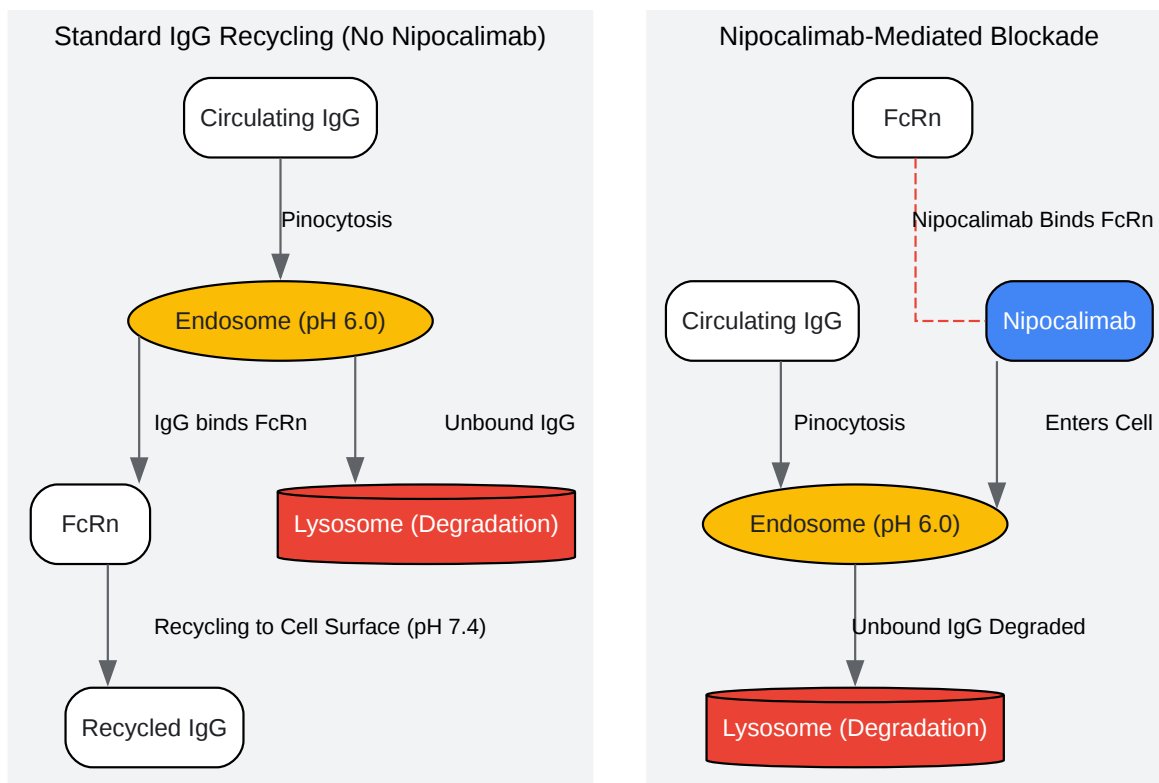 Standard IgG Recycling (No Nipocalimab)
Circulating IgG
Pinocytosis
Endosome (pH 6.0)
IgG binds FcRn
Unbound IgG
FcRn
Lysosome (Degradation)
Recycling to Cell Surface (pH 7.4)
Recycled IgG
Nipocalimab-Mediated Blockade
FcRn
Nipocalimab Binds FcRn
Circulating IgG
Nipocalimab
Pinocytosis
Enters Cell
Endosome (pH 6.0)
Unbound IgG Degraded
Lysosome (Degradation)